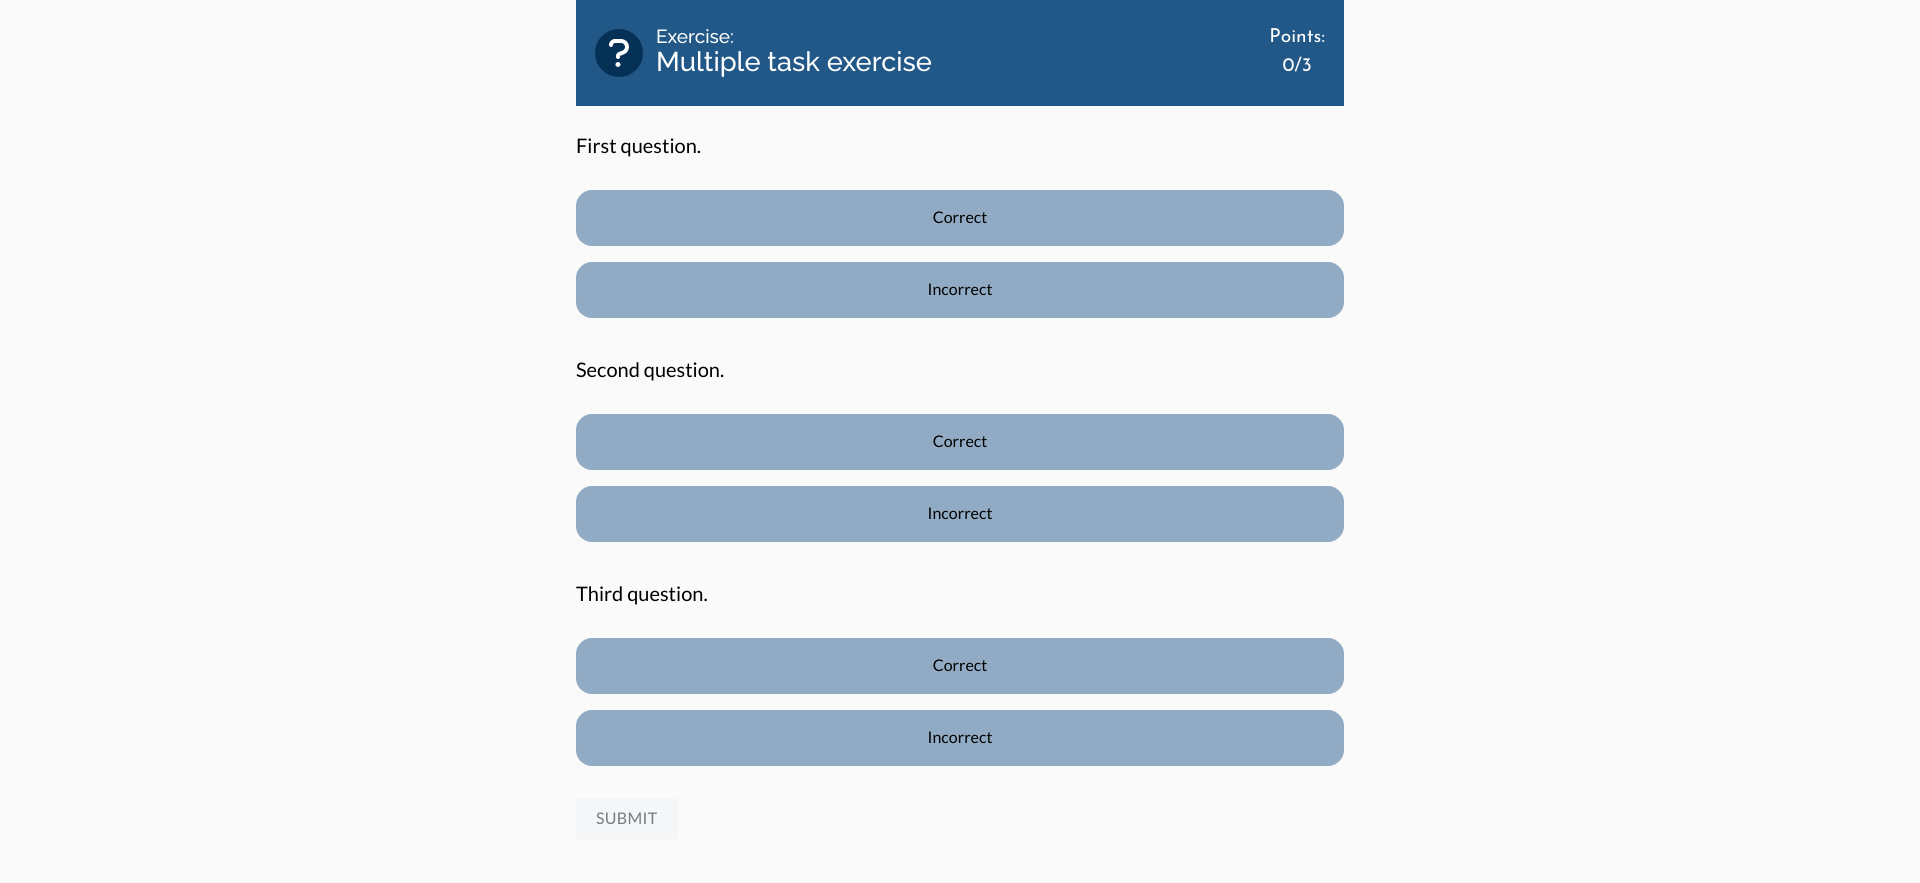 ?
Exercise:
Multiple task exercise
Points:
0/3
First question.
Correct
Incorrect
Second question.
Correct
Incorrect
Third question.
Correct
Incorrect
SUBMIT